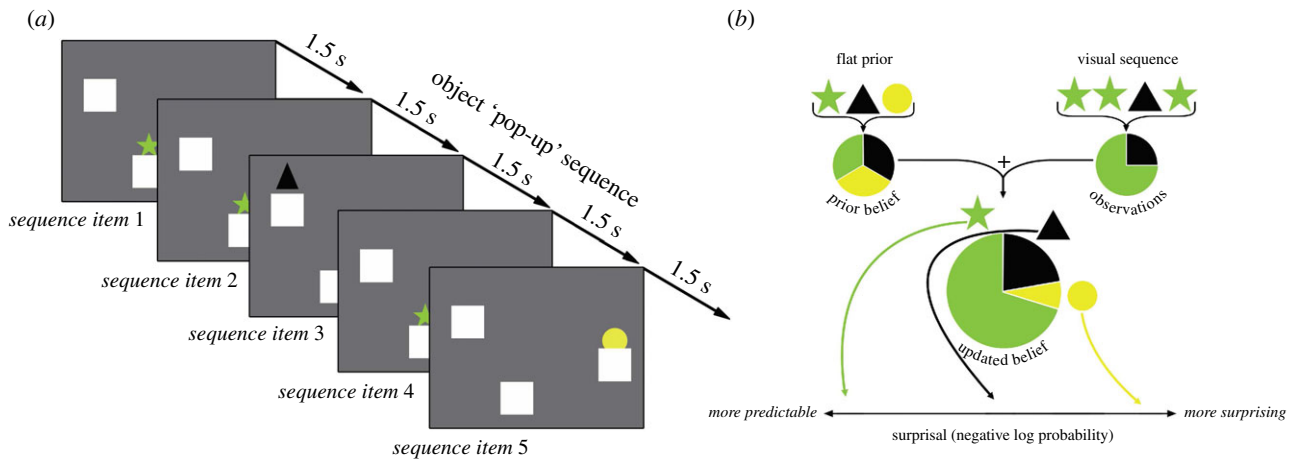 (a)
1.5 s
1.5 s
1.5 s
1.5 s
1.5 s
object ‘pop-up’ sequence
sequence item 1
sequence item 2
sequence item 3
sequence item 4
sequence item 5
(b)
flat prior
visual sequence
+
prior belief
observations
updated belief
more predictable
more surprising
surprisal (negative log probability)